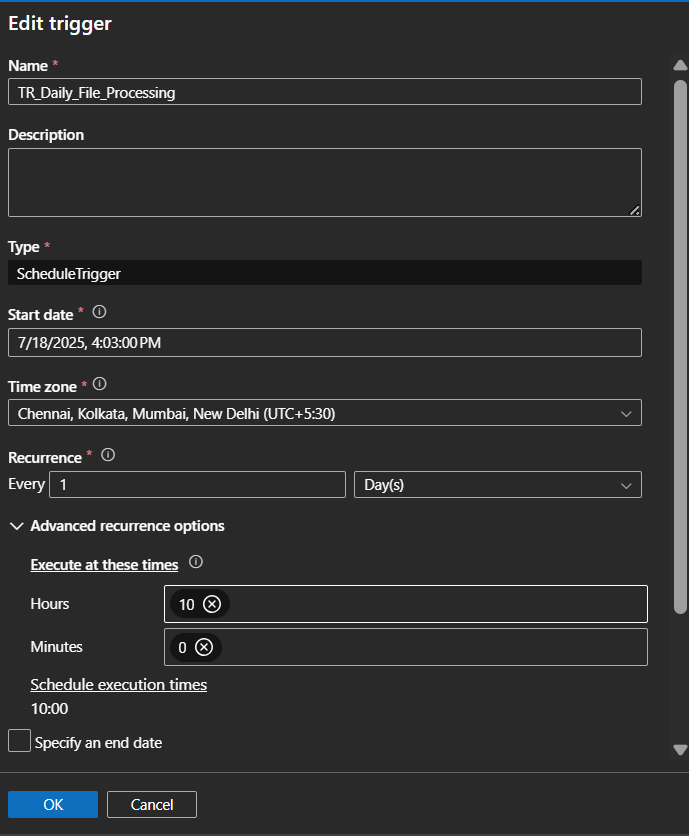 Edit trigger
Name *
TR_Daily_File_Processing
Description
Type *
ScheduleTrigger
Start date *
7/18/2025, 4:03:00 PM
Time zone *
Chennai, Kolkata, Mumbai, New Delhi (UTC+5:30)
Recurrence *
Every 1 Day(s)
Advanced recurrence options
Execute at these times
Hours 10
Minutes 0
Schedule execution times
10:00
Specify an end date
OK Cancel